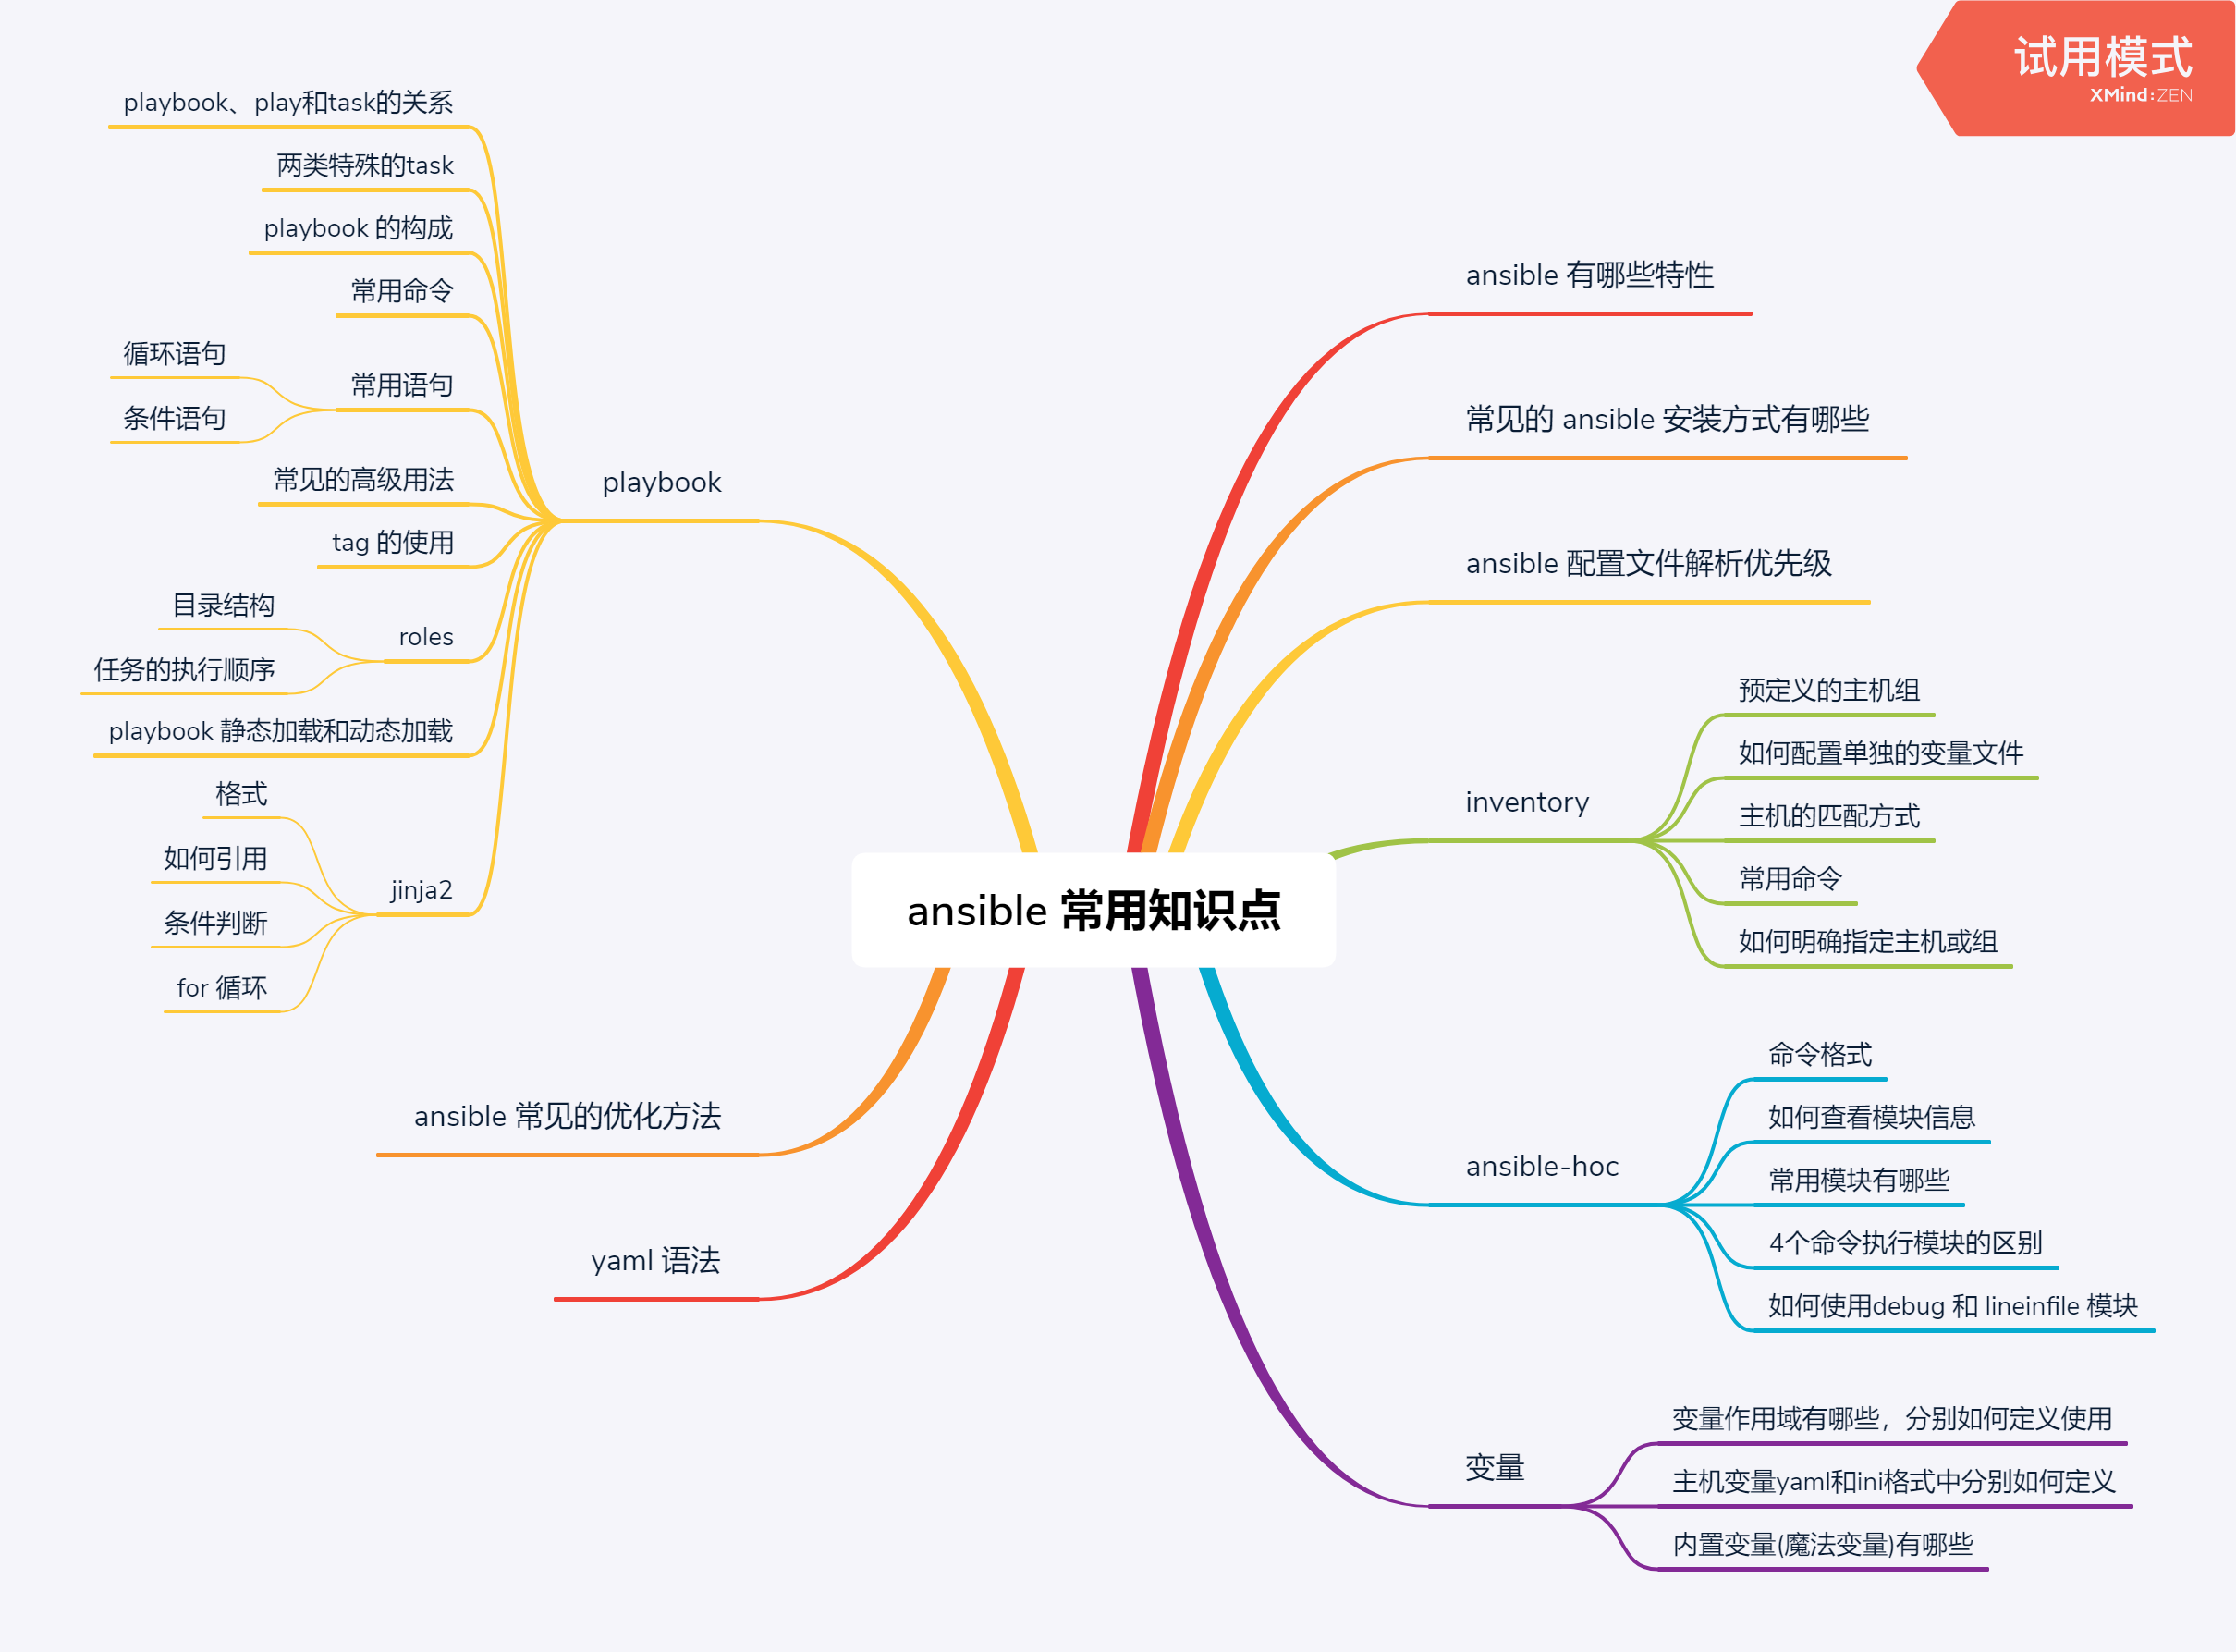 试用模式
XMind:ZEN
ansible 常用知识点
ansible 有哪些特性
常见的 ansible 安装方式有哪些
ansible 配置文件解析优先级
inventory
预定义的主机组
如何配置单独的变量文件
主机的匹配方式
常用命令
如何明确指定主机或组
ansible-hoc
命令格式
如何查看模块信息
常用模块有哪些
4个命令执行模块的区别
如何使用debug 和 lineinfile 模块
变量
变量作用域有哪些，分别如何定义使用
主机变量yaml和ini格式中分别如何定义
内置变量(魔法变量)有哪些
playbook
playbook、play和task的关系
两类特殊的task
playbook 的构成
常用命令
常用语句
循环语句
条件语句
常见的高级用法
tag 的使用
roles
目录结构
任务的执行顺序
playbook 静态加载和动态加载
jinja2
格式
如何引用
条件判断
for 循环
ansible 常见的优化方法
yaml 语法